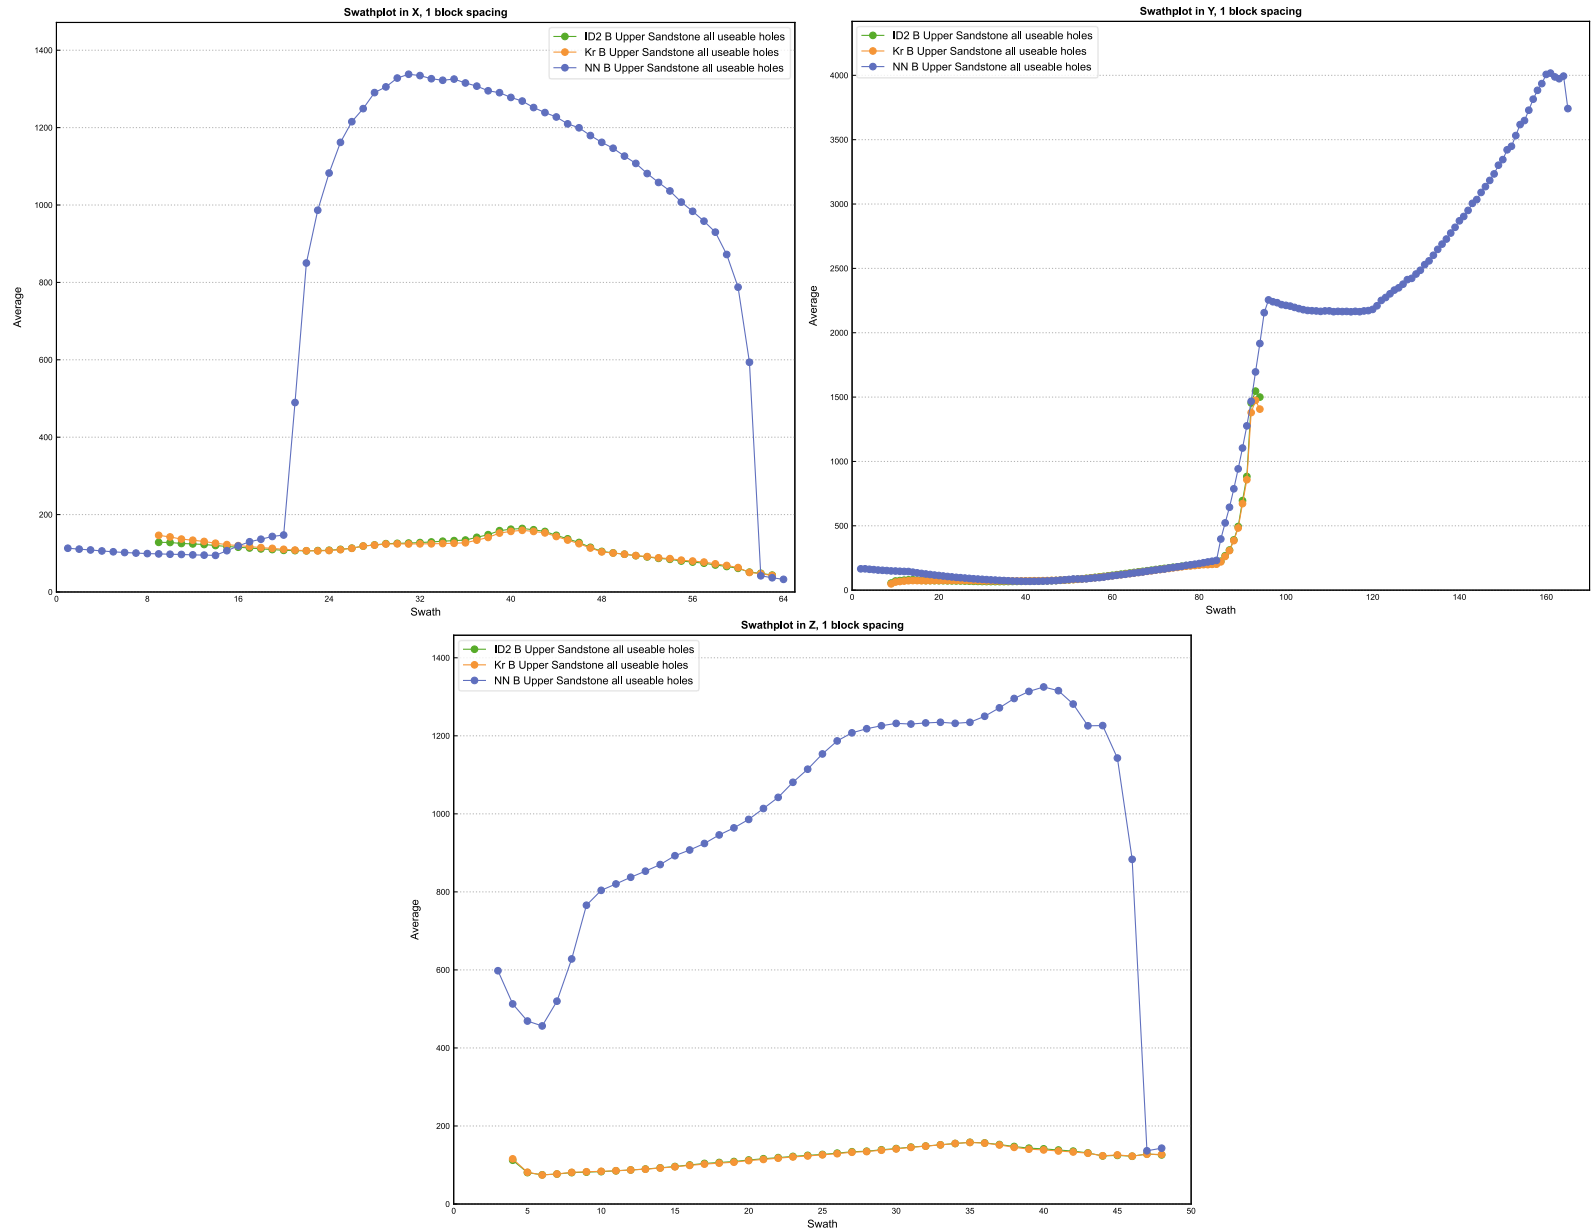 Swathplot in X, 1 block spacing
ID2 B Upper Sandstone all useable holes
Kr B Upper Sandstone all useable holes
NN B Upper Sandstone all useable holes
1400
1200
1000
800
600
400
200
0
Average
0 8 16 24 32 40 48 56 64
Swath
Swathplot in Y, 1 block spacing
ID2 B Upper Sandstone all useable holes
Kr B Upper Sandstone all useable holes
NN B Upper Sandstone all useable holes
4000
3500
3000
2500
2000
1500
1000
500
0
Average
0 20 40 60 80 100 120 140 160
Swath
Swathplot in Z, 1 block spacing
ID2 B Upper Sandstone all useable holes
Kr B Upper Sandstone all useable holes
NN B Upper Sandstone all useable holes
1400
1200
1000
800
600
400
200
0
Average
0 5 10 15 20 25 30 35 40 45 50
Swath